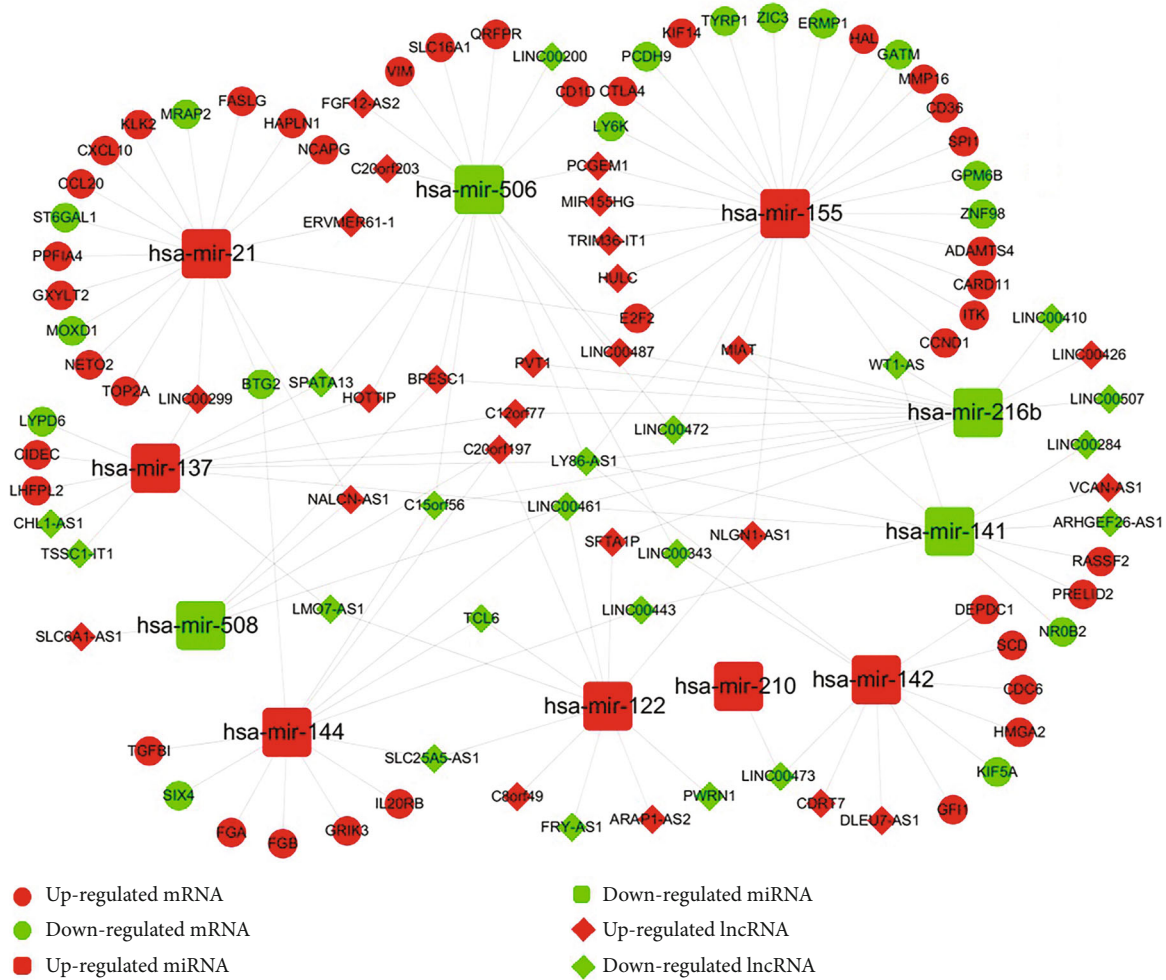 TYRP1
ZIC3
ERMP1
KIF14
HAL
QRFPR
SLC16A1
LINC00200
PCDH9
GATM
VIM
MMP16
CD1D
CTLA4
FGF12-AS2
CD36
FASLG
MRAP2
HAPLN1
KLK2
LY6K
SPI1
NCAPG
CXCL10
C20orf203
PCGEM1
GPM6B
CCL20
hsa-mir-506
MIR155HG
hsa-mir-155
ZNF98
ST6GAL1
ERVMER61-1
TRIM36-IT1
hsa-mir-21
ADAMTS4
PPFIA4
HULC
CARD11
GXYLT2
E2F2
ITK
LINC00410
MOXD1
CCND1
LINC00487
MIAT
LINC00426
NETO2
PVT1
WT1-AS
TOP2A
LINC00299
BTG2
SPATA13
HOTTIP
BRESC1
LINC00507
LYPD6
C12orf77
hsa-mir-216b
LINC00472
CIDEC
C20orf197
LINC00284
hsa-mir-137
LY86-AS1
LHFPL2
VCAN-AS1
NALCN-AS1
C15orf56
LINC00461
CHL1-AS1
ARHGEF26-AS1
hsa-mir-141
TSSC1-IT1
SFTA1P
LINC00343
NLGN1-AS1
RASSF2
PRELID2
LMO7-AS1
TCL6
LINC00443
DEPDC1
hsa-mir-508
SLC6A1-AS1
NR0B2
SCD
hsa-mir-210
hsa-mir-142
CDC6
hsa-mir-122
hsa-mir-144
HMGA2
TGFBI
SLC25A5-AS1
KIF5A
LINC00473
SIX4
IL20RB
C8orf49
PWRN1
CDRT7
GFI1
FGA
FGB
GRIK3
FRY-AS1
ARAP1-AS2
DLEU7-AS1
Up-regulated mRNA
Down-regulated mRNA
Up-regulated miRNA
Down-regulated miRNA
Up-regulated lncRNA
Down-regulated lncRNA